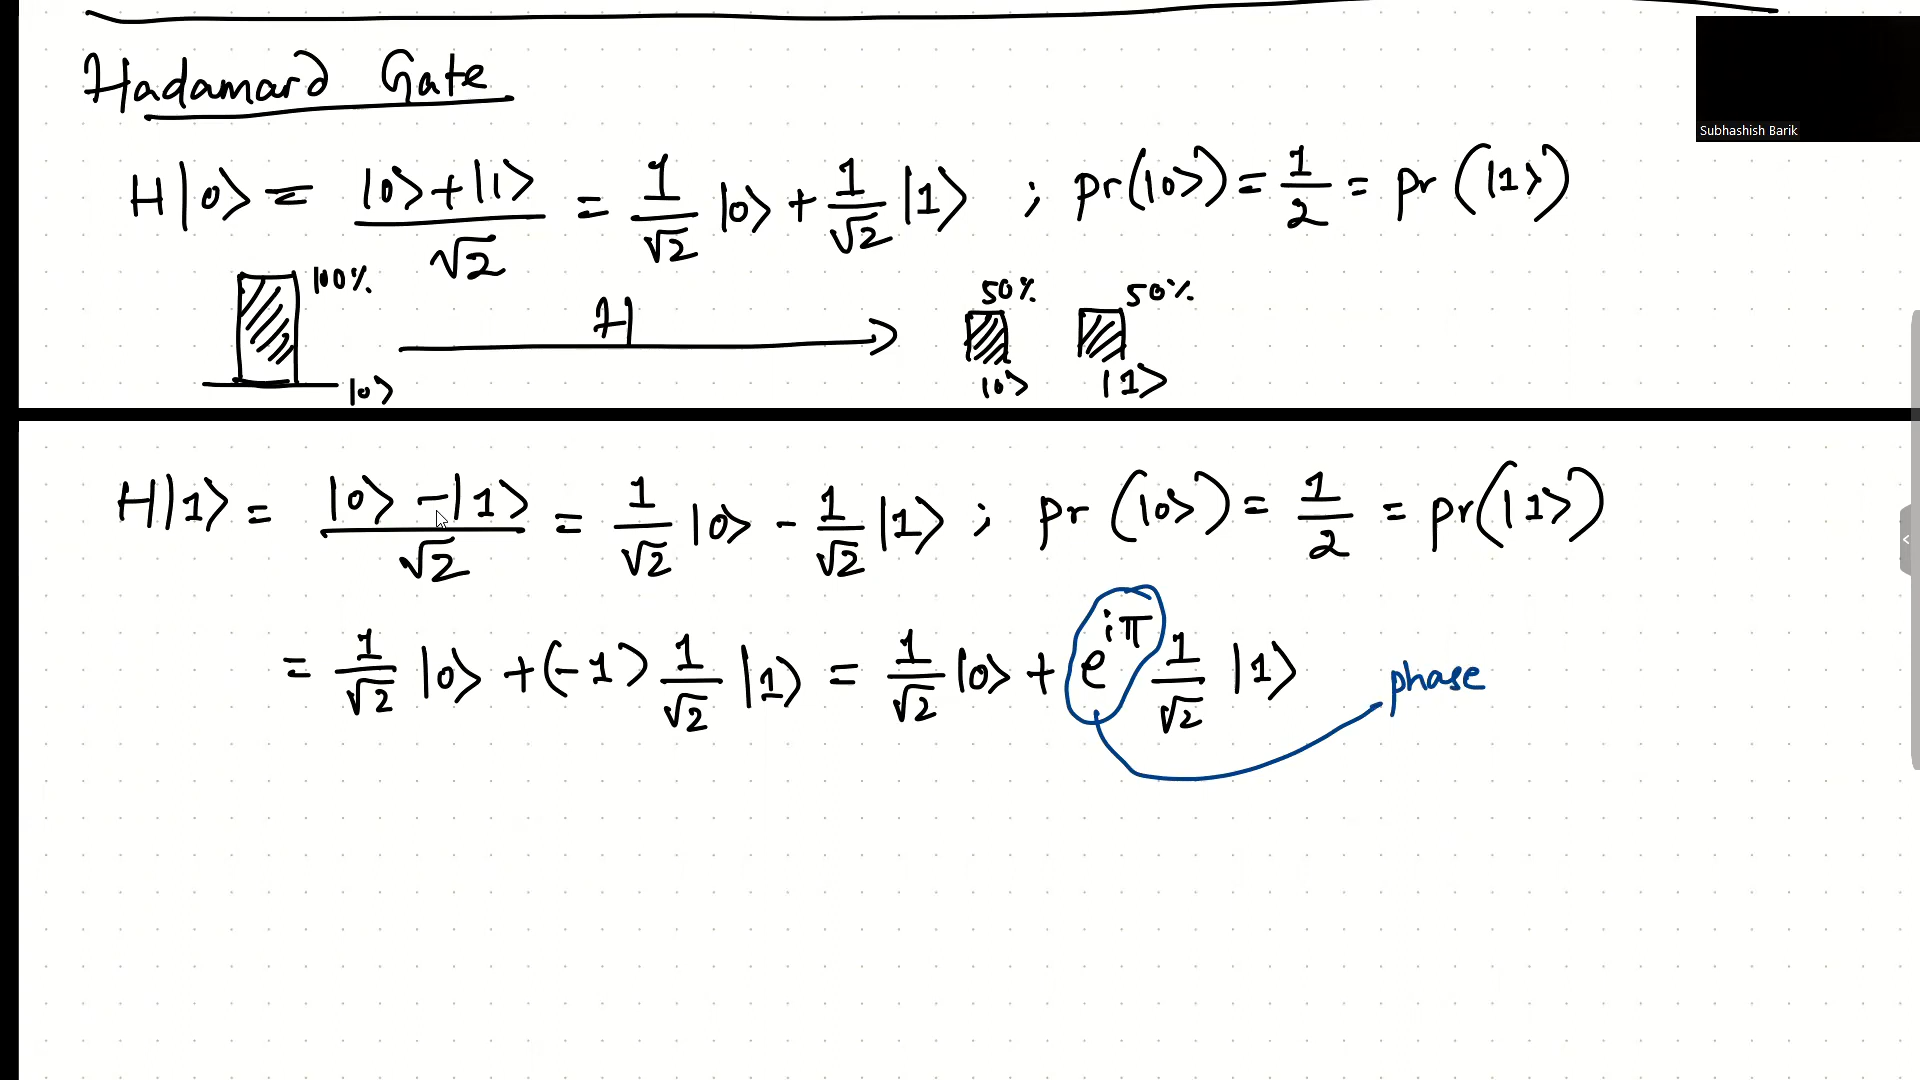 Hadamard Gate
Subhashish Barik
H|0> = |0>+|1> / √2 = 1/√2 |0> + 1/√2 |1> ; pr(|0>) = 1/2 = pr(|1>)
100% H 50% 50%
|0> |0> |1>
H|1> = |0> - |1> / √2 = 1/√2 |0> - 1/√2 |1> ; pr(|0>) = 1/2 = pr(|1>)
= 1/√2 |0> + (-1) 1/√2 |1> = 1/√2 |0> + e^iπ 1/√2 |1>
phase